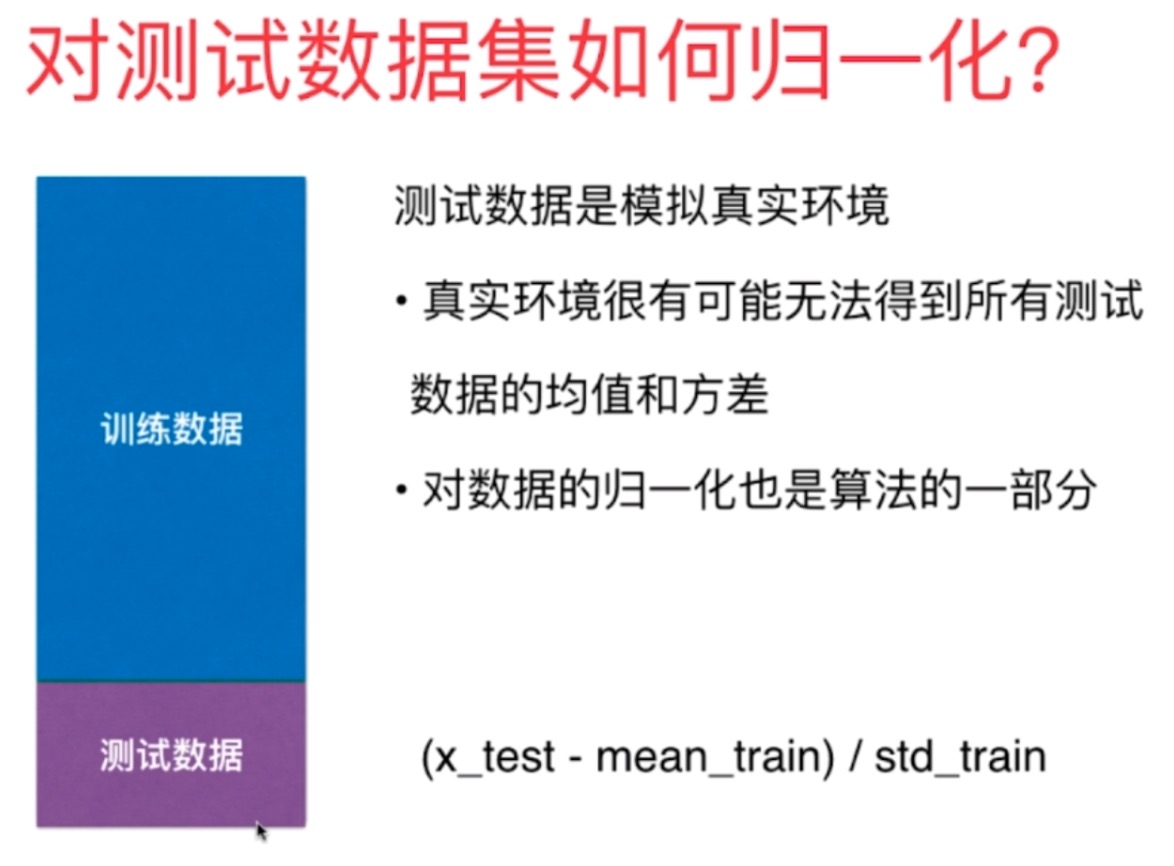 对测试数据集如何归一化?
测试数据是模拟真实环境
• 真实环境很有可能无法得到所有测试
数据的均值和方差
训练数据
• 对数据的归一化也是算法的一部分
测试数据
(x_test - mean_train) / std_train